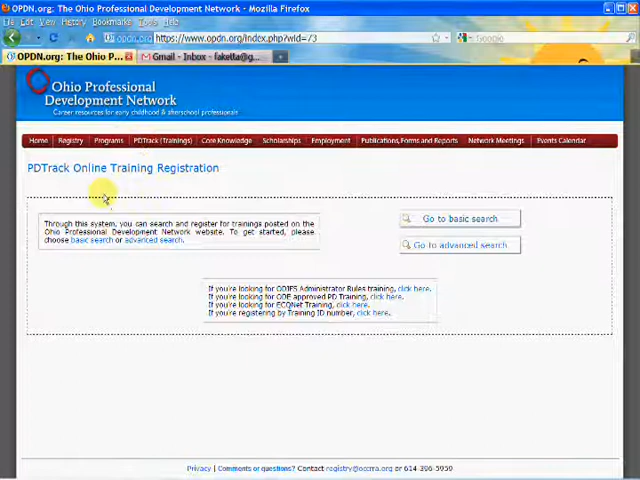 OPDN.org: The Ohio Professional Development Network - Mozilla Firefox
File Edit View History Bookmarks Tools Help
opdn.org https://www.opdn.org/index.php?wid=73
Google
OPDN.org: The Ohio P...
Gmail - Inbox - faketta@g...
Ohio Professional
Development Network
Career resources for early childhood & afterschool professionals
Home Registry Programs PDTrack (Trainings) Core Knowledge Scholarships Employment Publications,Forms and Reports Network Meetings Events Calendar
PDTrack Online Training Registration
Through this system, you can search and register for trainings posted on the
Ohio Professional Development Network website. To get started, please
choose basic search or advanced search.
Go to basic search
Go to advanced search
If you're looking for ODJFS Administrator Rules training, click here.
If you're looking for ODE approved PD Training, click here.
If you're looking for ECQNet Training, click here.
If you're registering by Training ID number, click here.
Privacy | Comments or questions? Contact registry@occrra.org or 614-396-5959